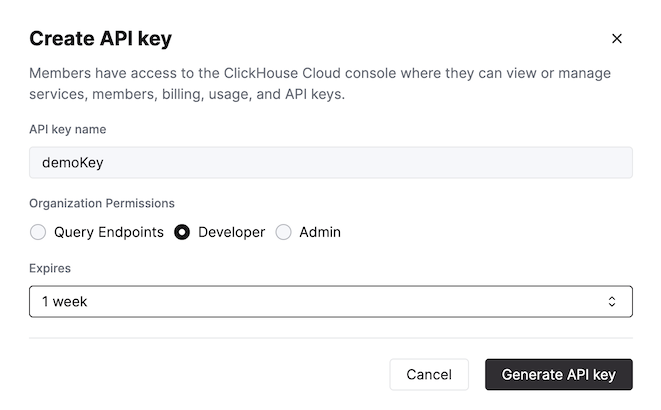 Create API key
Members have access to the ClickHouse Cloud console where they can view or manage
services, members, billing, usage, and API keys.
API key name
demoKey
Organization Permissions
Query Endpoints Developer Admin
Expires
1 week
Cancel Generate API key